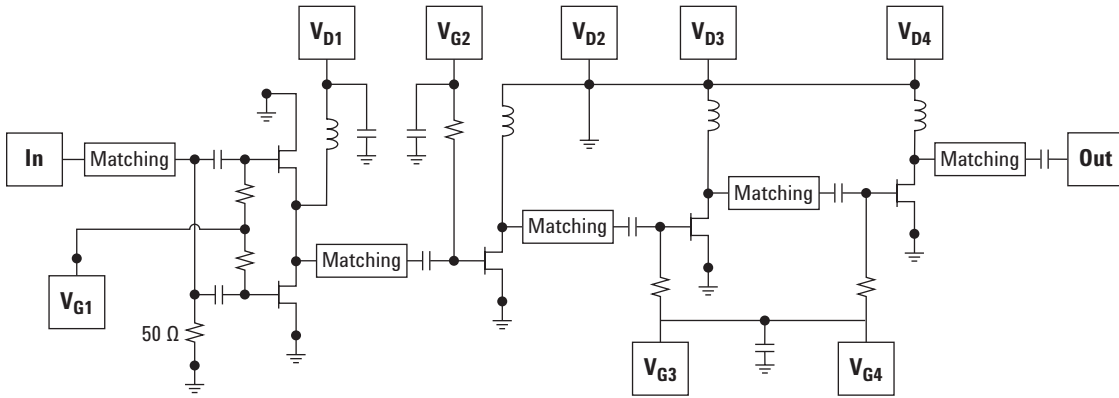 V_D1
V_G2
V_D2
V_D3
V_D4
In
Matching
Matching
Out
Matching
Matching
Matching
V_G1
50 Ω
V_G3
V_G4